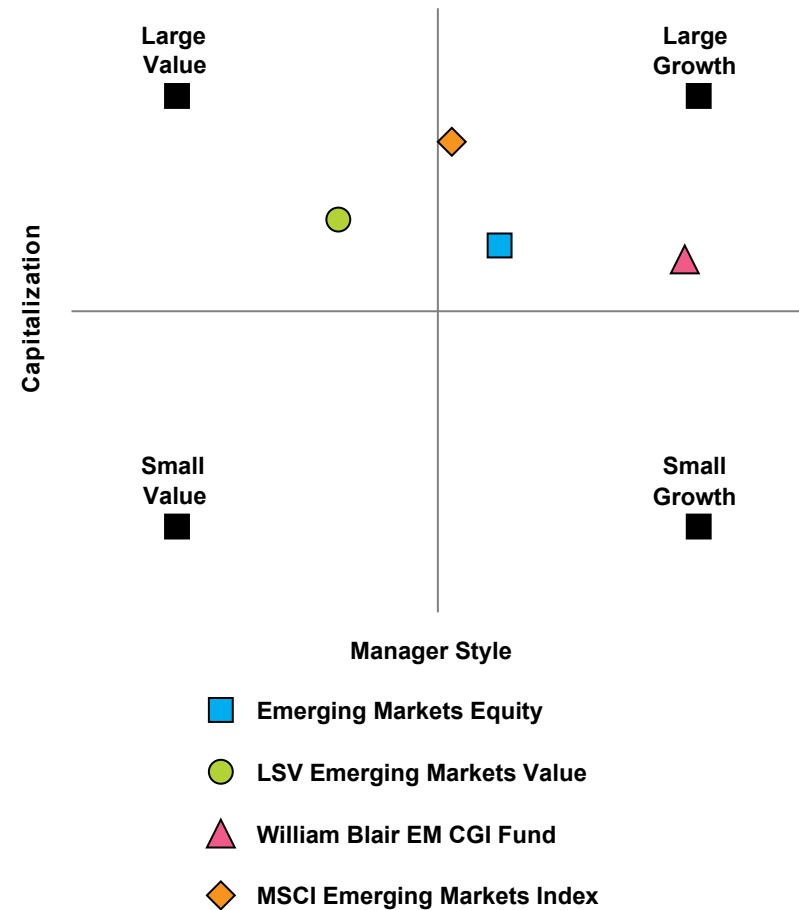 Large
Value
Large
Growth
Capitalization
Small
Value
Small
Growth
Manager Style
Emerging Markets Equity
LSV Emerging Markets Value
William Blair EM CGI Fund
MSCI Emerging Markets Index